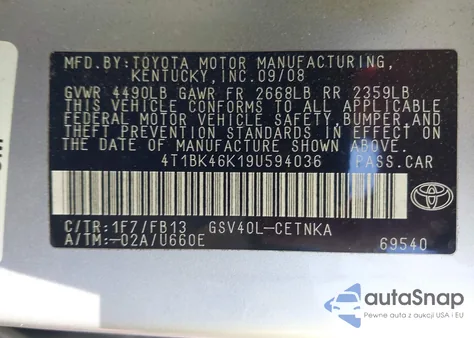 MFD.BY:TOYOTA MOTOR MANUFACTURING,
KENTUCKY, INC.09/08
GVWR 4490LB GAWR FR 2668LB RR 2359LB
THIS VEHICLE CONFORMS TO ALL APPLICABLE
FEDERAL MOTOR VEHICLE SAFETY, BUMPER, AND
THEFT PREVENTION STANDARDS IN EFFECT ON
THE DATE OF MANUFACTURE SHOWN ABOVE.
4T1BK46K19U594036 PASS.CAR
C/TR:1F7/FB13 GSV40L-CETNKA
A/TM:-02A/U660E 69540
TOYOTA
autoSnap
Pewne auta z aukcji USA i EU